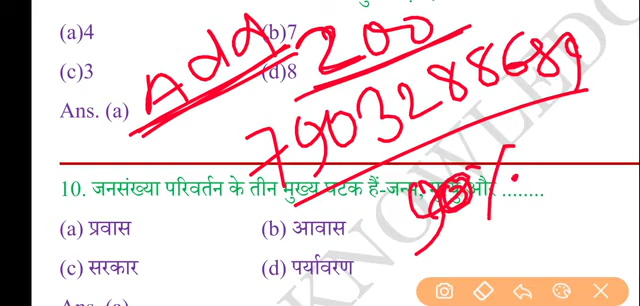 (a)4 (b)7
Add 200
(c)3 (d)8
Ans. (a)
7903288689
90%
10. जनसंख्या परिवर्तन के तीन मुख्य घटक हैं-जन्म, मृत्यु और ........
(a) प्रवास (b) आवास
(c) सरकार (d) पर्यावरण
KNOWLEDG